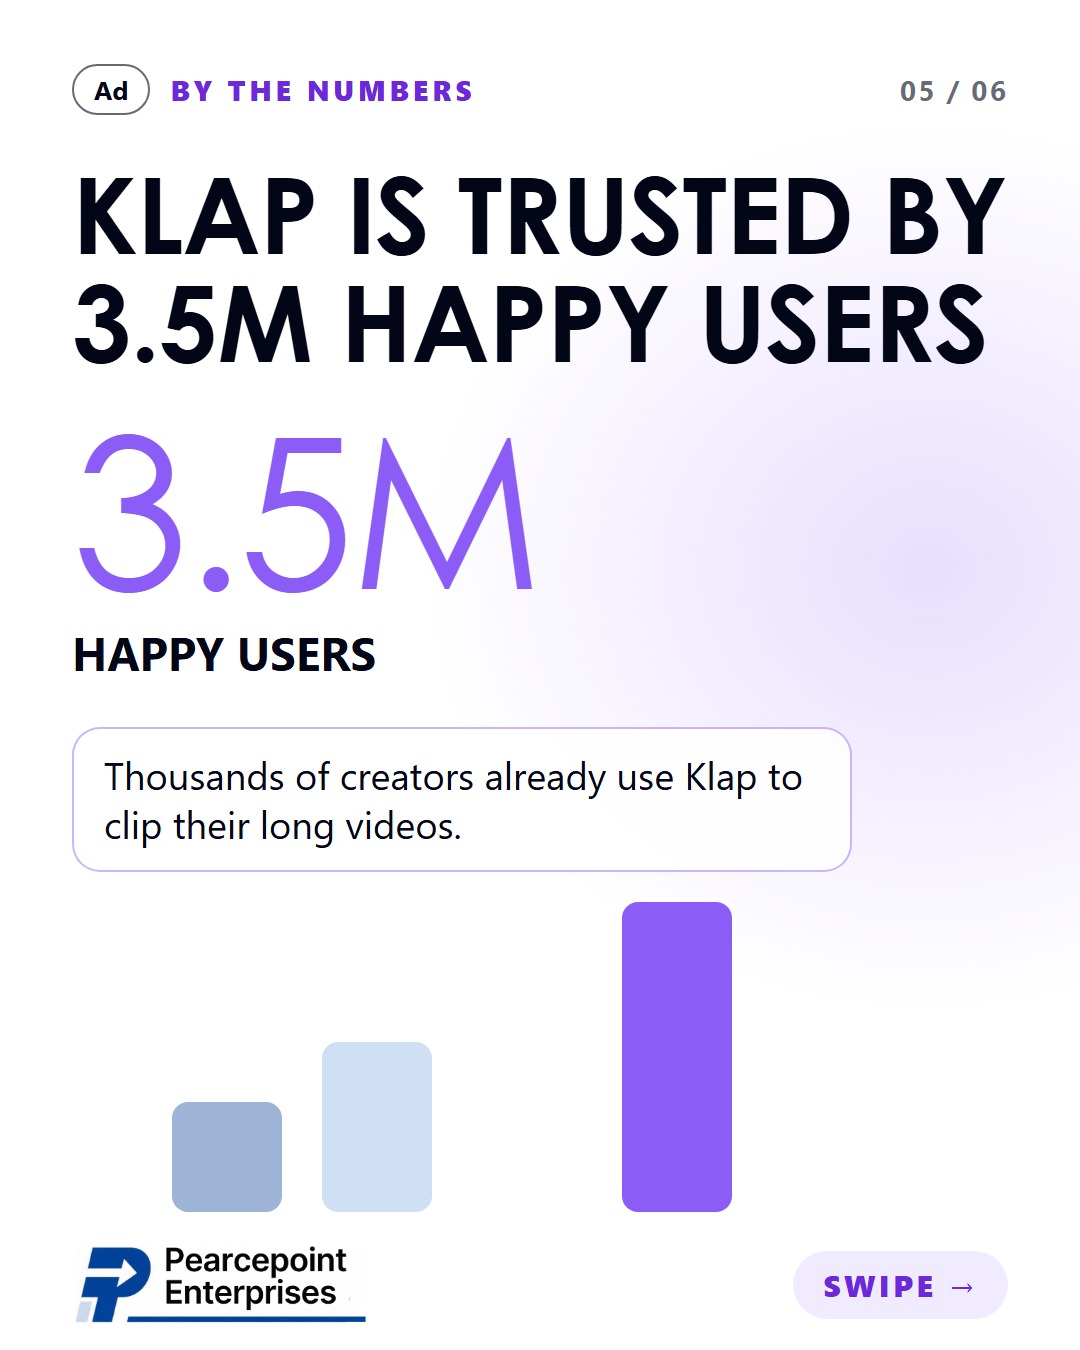 Ad
BY THE NUMBERS
05 / 06
KLAP IS TRUSTED BY
3.5M HAPPY USERS
3.5M
HAPPY USERS
Thousands of creators already use Klap to
clip their long videos.
Pearcepoint
Enterprises
SWIPE →